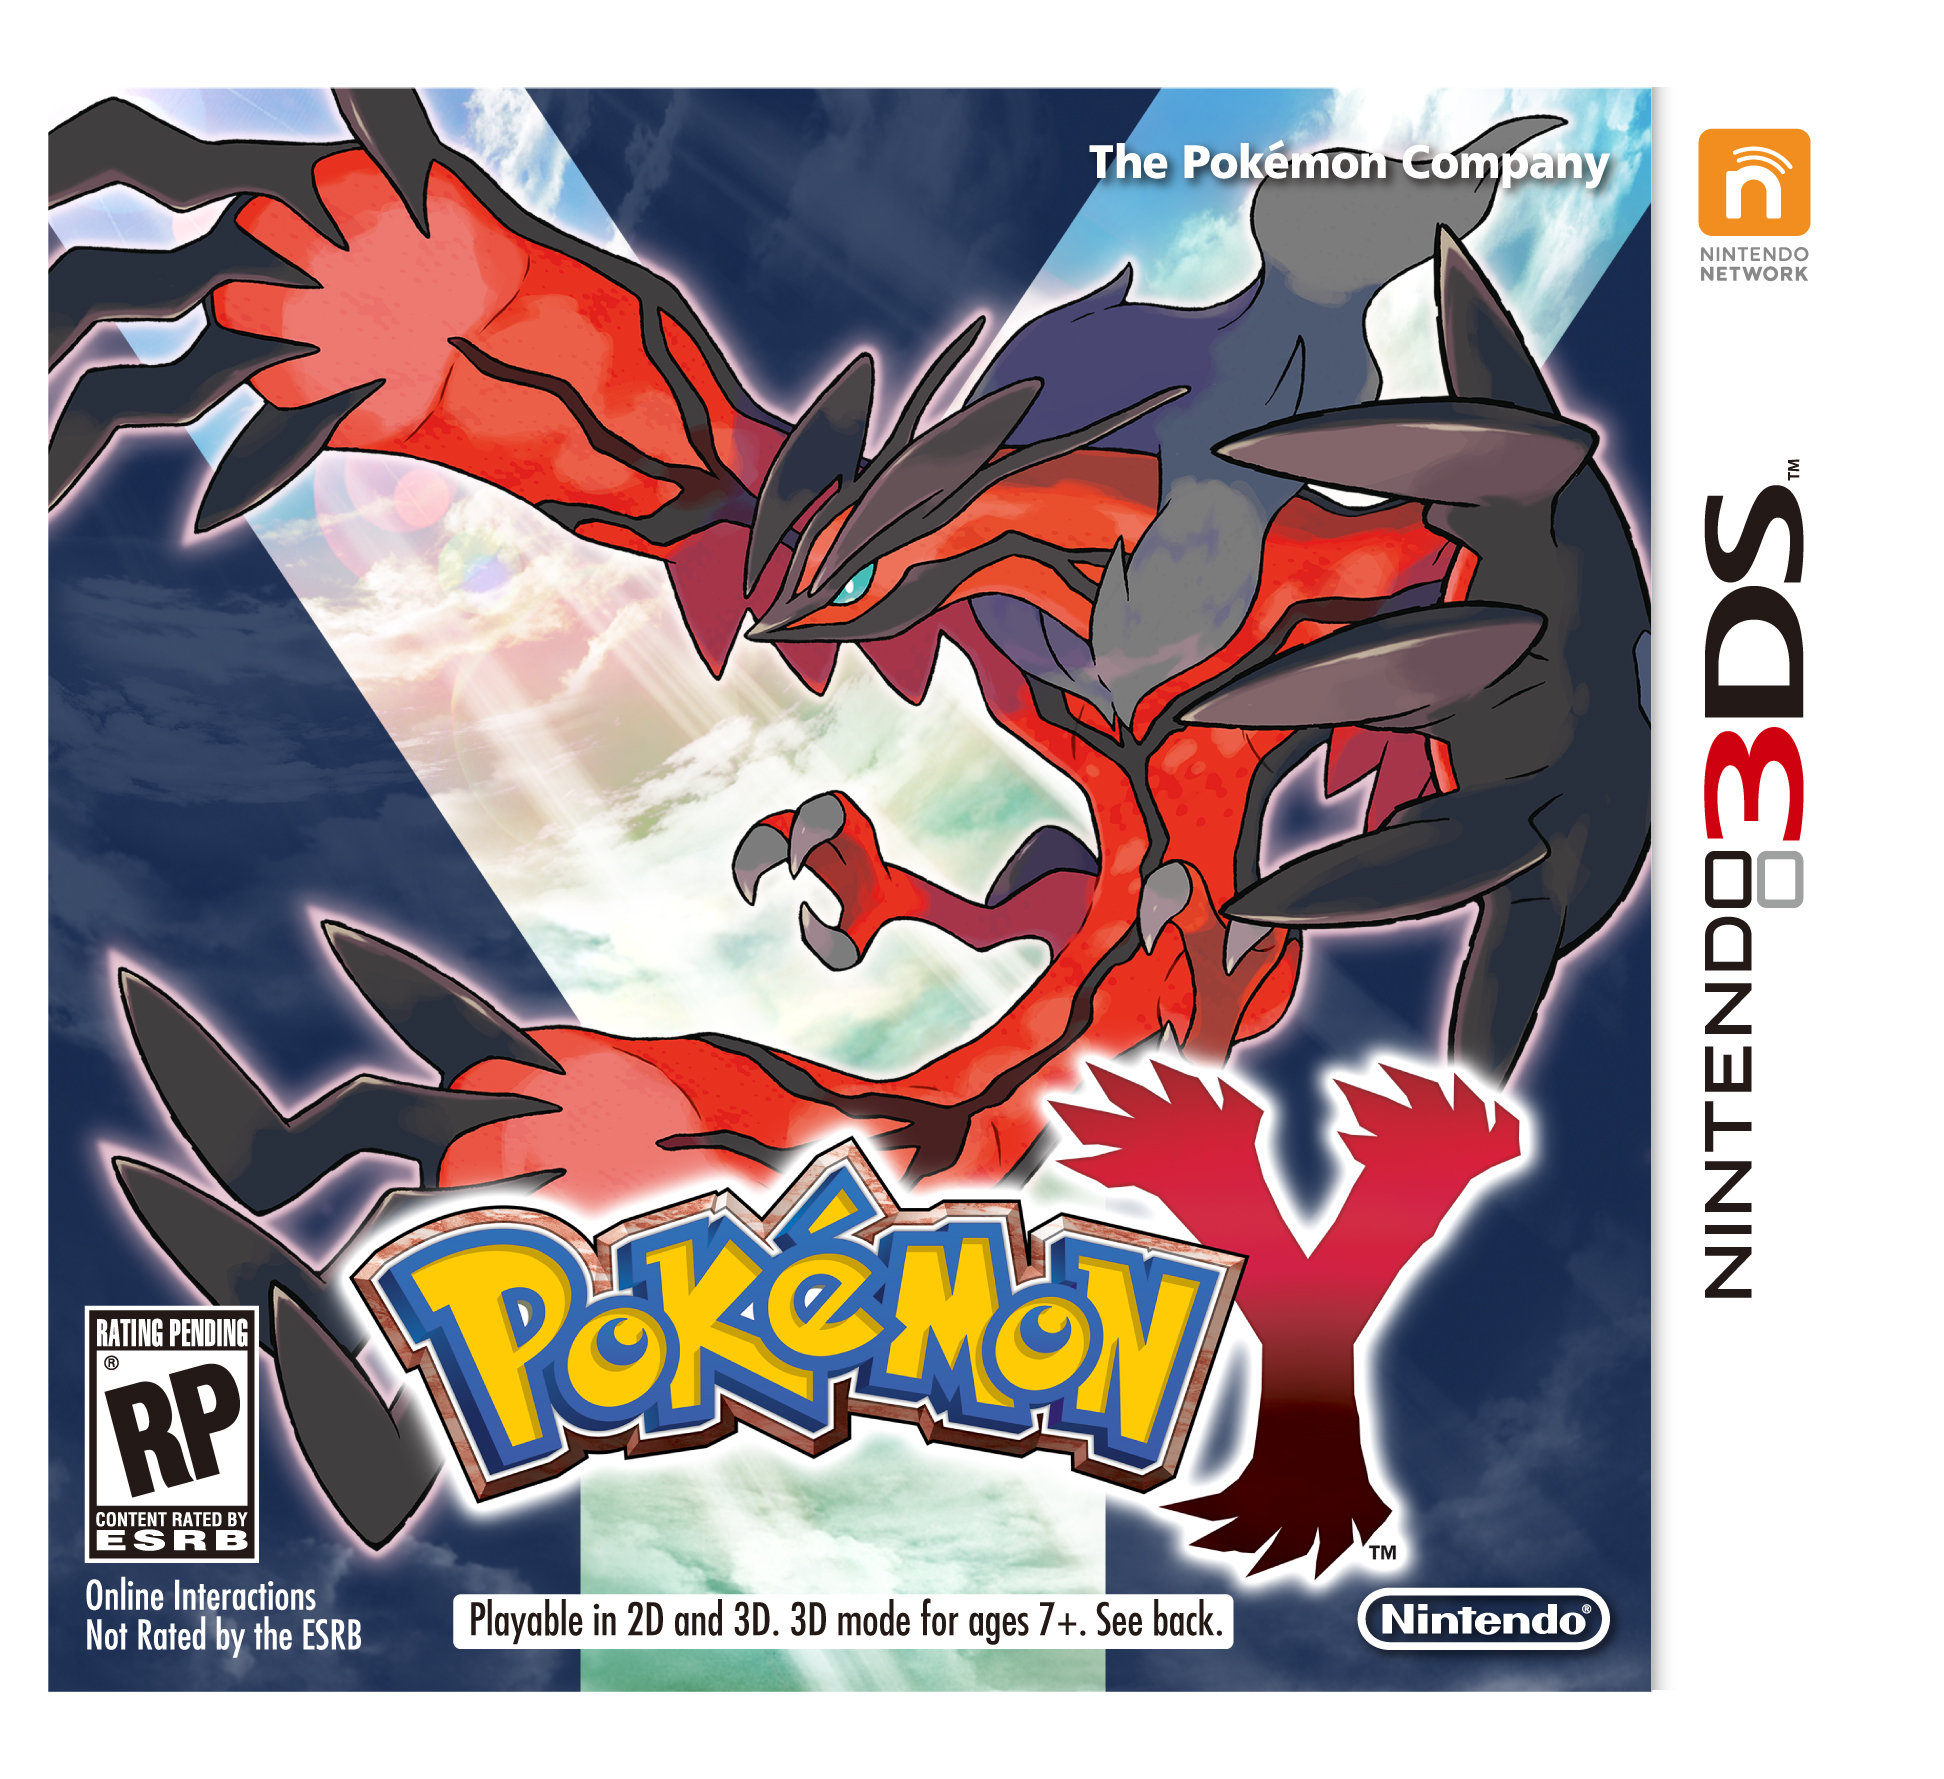 The Pokémon Company
n
NINTENDO
NETWORK
NINTENDO 3DS™
POKéMON
Y
TM
RATING PENDING
RP®
CONTENT RATED BY
ESRB
Online Interactions
Not Rated by the ESRB
Playable in 2D and 3D. 3D mode for ages 7+. See back.
Nintendo®